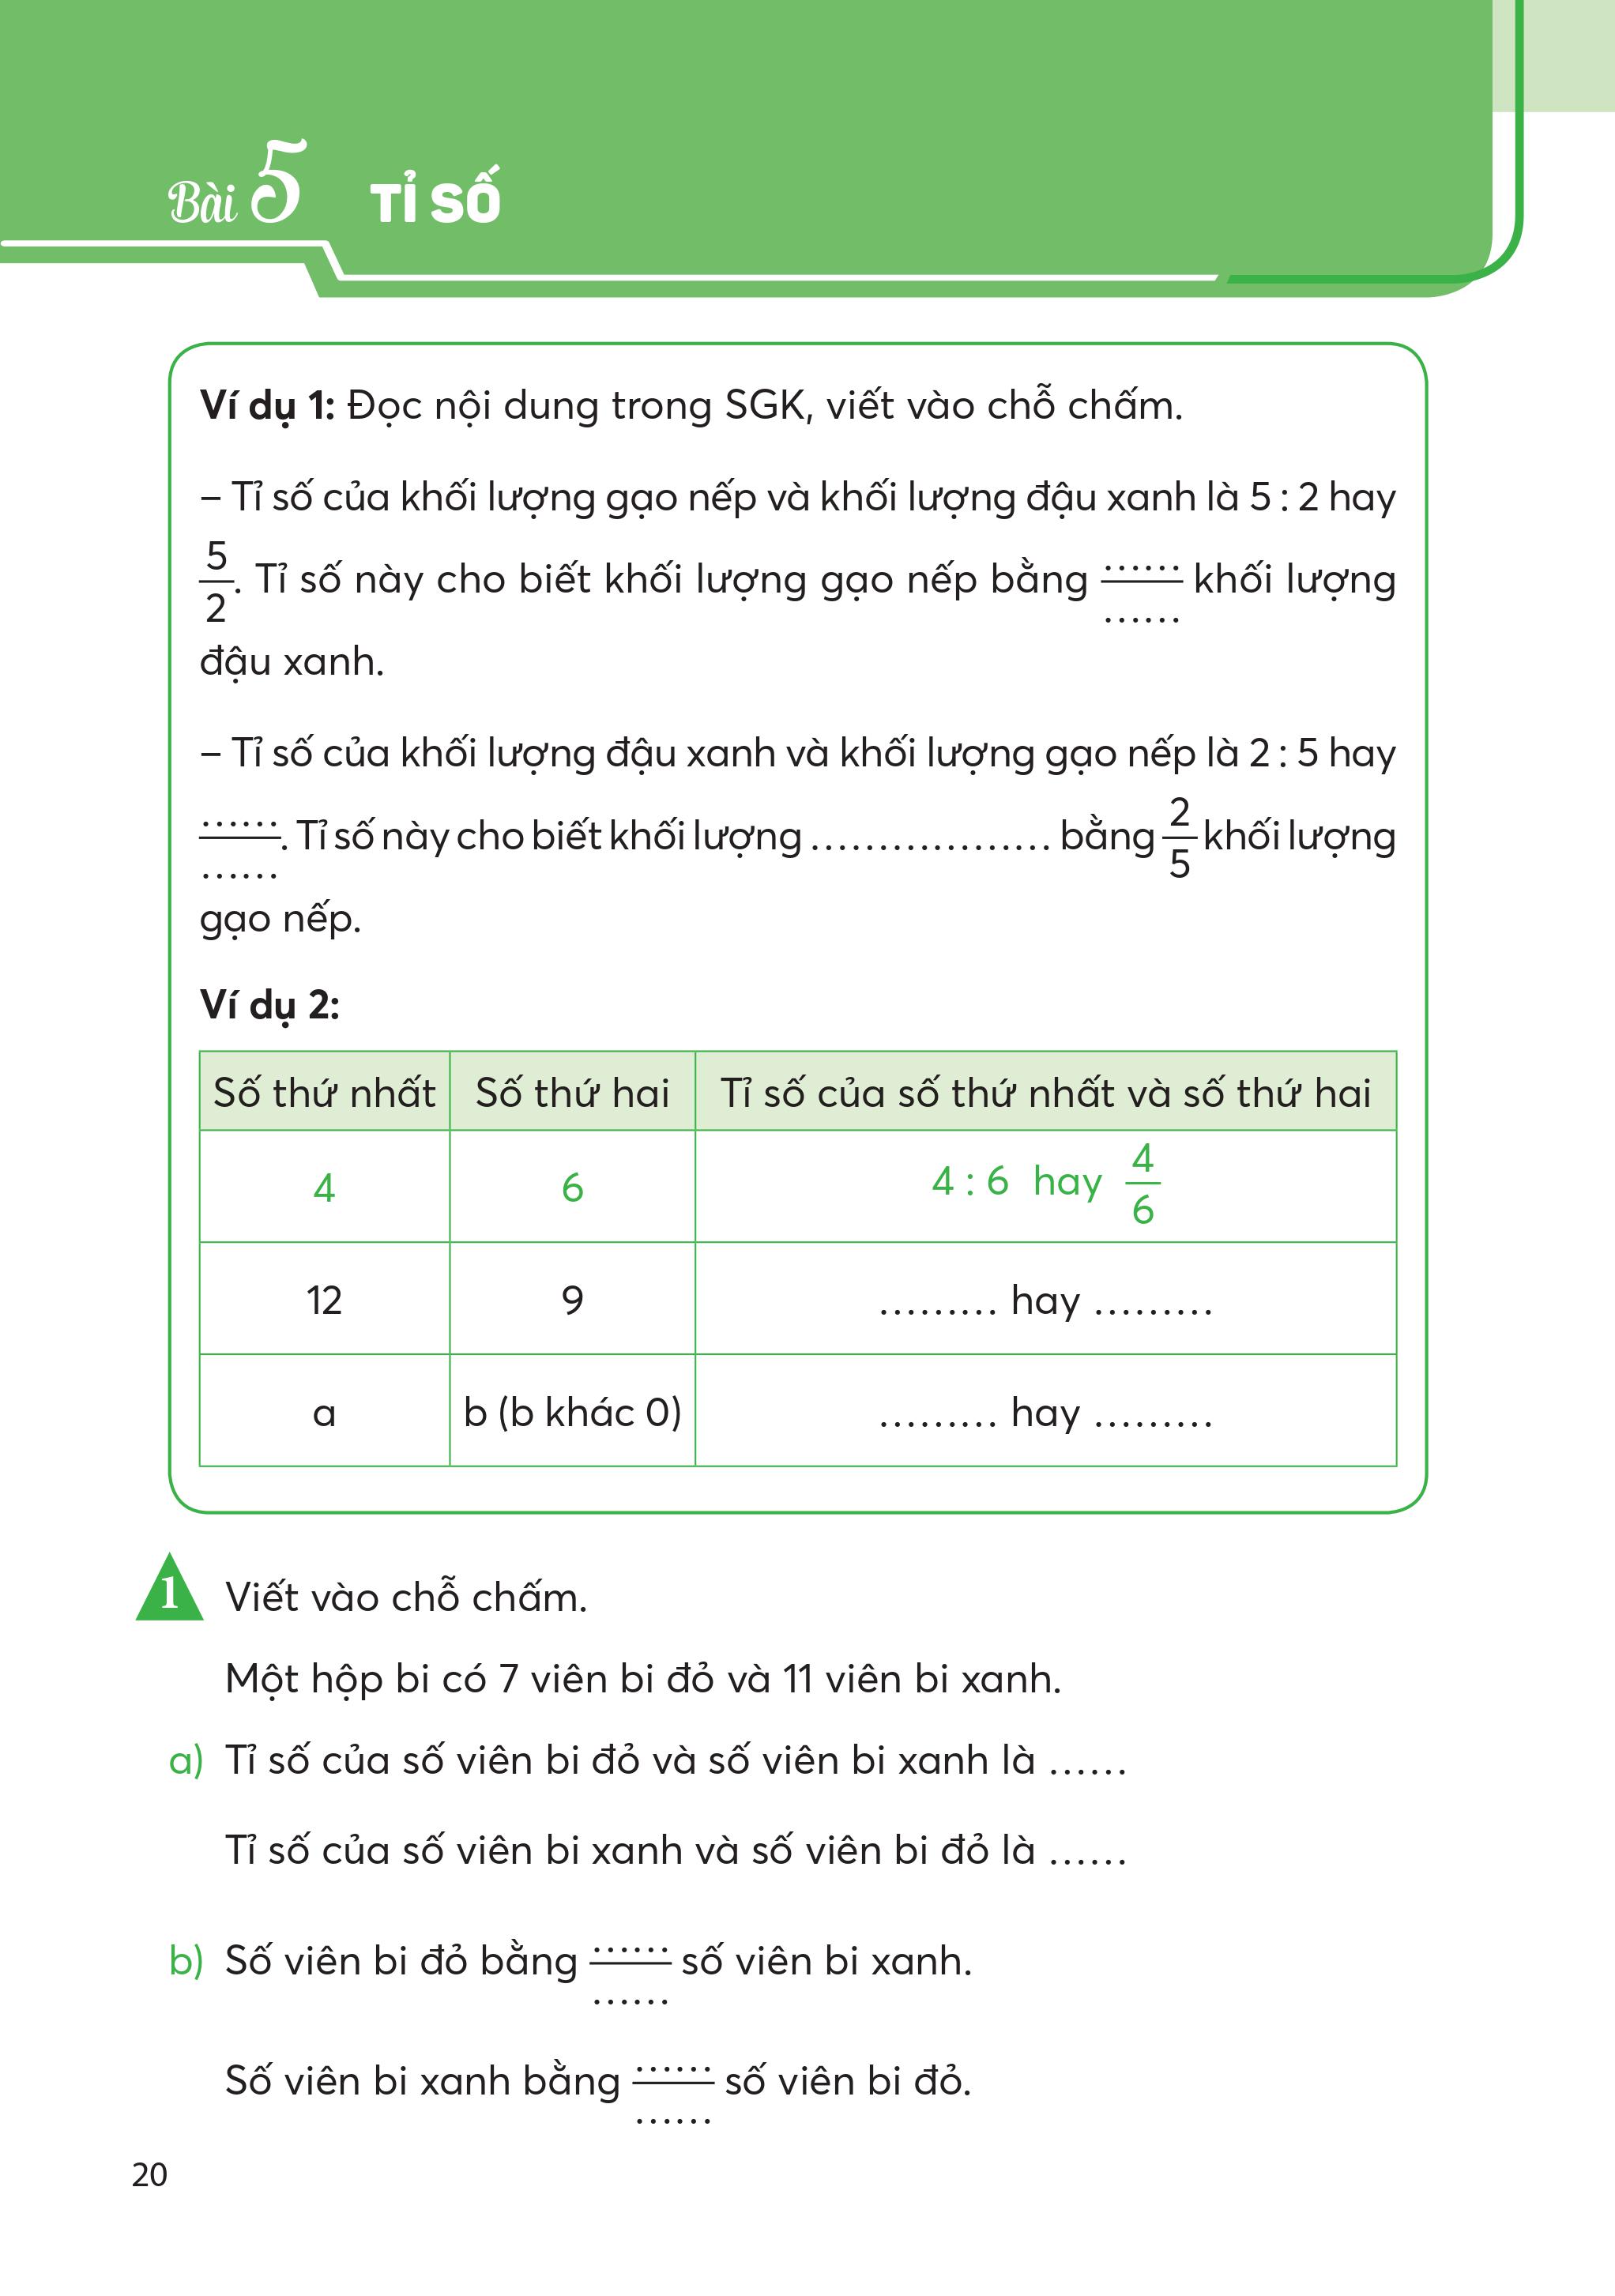 Bài 5 TỈ SỐ
Ví dụ 1: Đọc nội dung trong SGK, viết vào chỗ chấm.
– Tỉ số của khối lượng gạo nếp và khối lượng đậu xanh là 5 : 2 hay
5/2. Tỉ số này cho biết khối lượng gạo nếp bằng ....../...... khối lượng
đậu xanh.
– Tỉ số của khối lượng đậu xanh và khối lượng gạo nếp là 2 : 5 hay
....../....... Tỉ số này cho biết khối lượng .................. bằng 2/5 khối lượng
gạo nếp.
Ví dụ 2:
Số thứ nhất Số thứ hai Tỉ số của số thứ nhất và số thứ hai
4 6 4 : 6 hay 4/6
12 9 ......... hay .........
a b (b khác 0) ......... hay .........
1 Viết vào chỗ chấm.
Một hộp bi có 7 viên bi đỏ và 11 viên bi xanh.
a) Tỉ số của số viên bi đỏ và số viên bi xanh là ......
Tỉ số của số viên bi xanh và số viên bi đỏ là ......
b) Số viên bi đỏ bằng ....../...... số viên bi xanh.
Số viên bi xanh bằng ....../...... số viên bi đỏ.
20